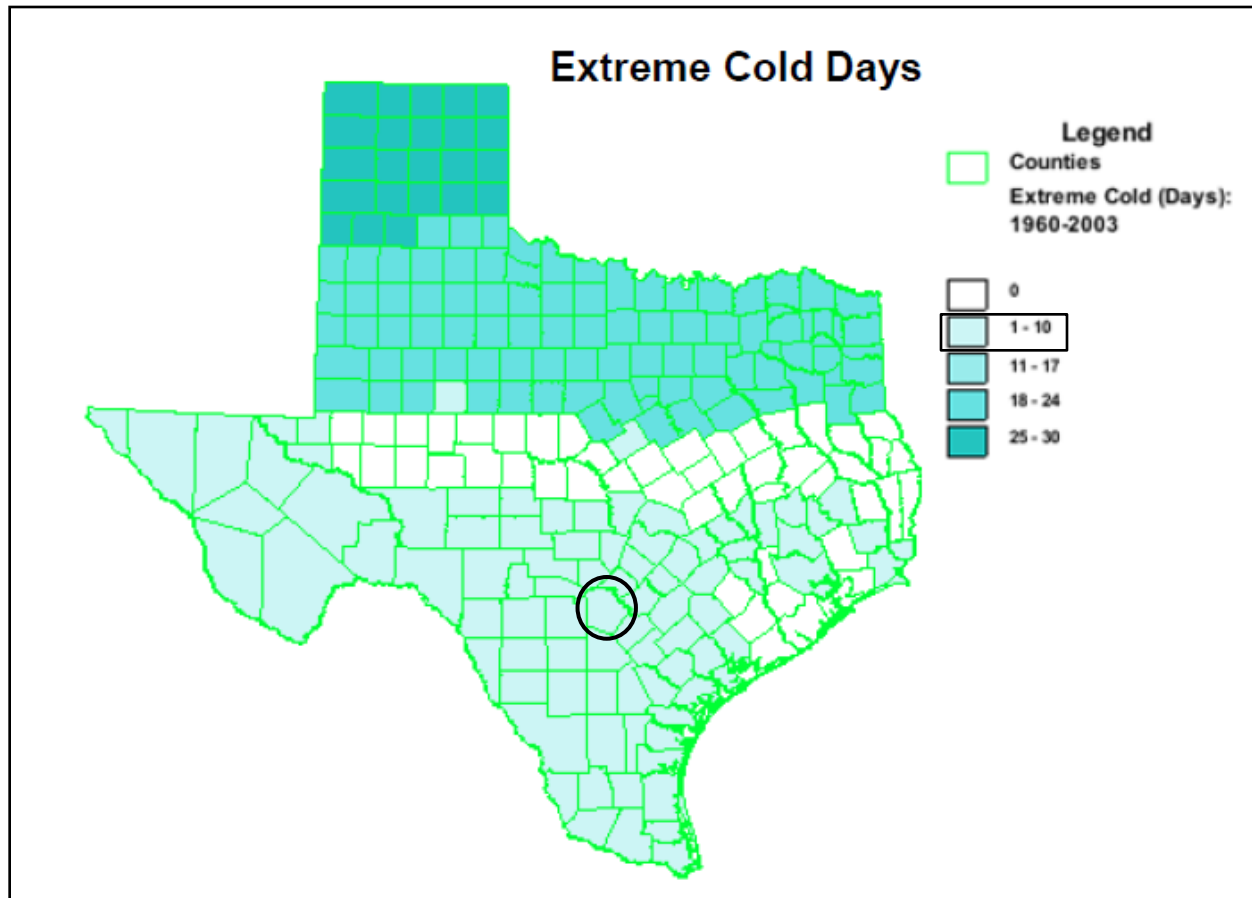 Extreme Cold Days
Legend
Counties
Extreme Cold (Days):
1960-2003
0
1 - 10
11 - 17
18 - 24
25 - 30